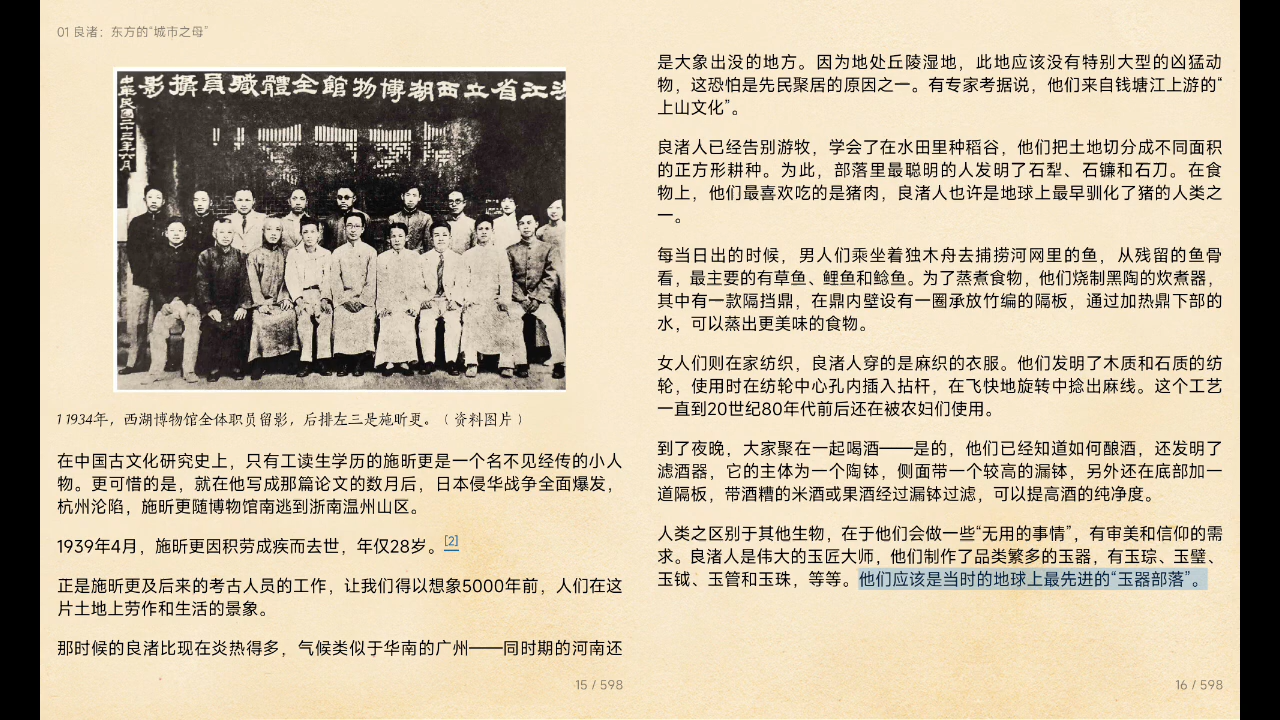 01 良渚：东方的“城市之母”
浙江省立西湖博物館全體職員攝影
中華民國二十三年六月
1 1934年，西湖博物馆全体职员留影，后排左三是施昕更。（资料图片）
在中国古文化研究史上，只有工读生学历的施昕更是一个名不见经传的小人
物。更可惜的是，就在他写成那篇论文的数月后，日本侵华战争全面爆发，
杭州沦陷，施昕更随博物馆南逃到浙南温州山区。
1939年4月，施昕更因积劳成疾而去世，年仅28岁。[2]
正是施昕更及后来的考古人员的工作，让我们得以想象5000年前，人们在这
片土地上劳作和生活的景象。
那时候的良渚比现在炎热得多，气候类似于华南的广州——同时期的河南还
15 / 598
是大象出没的地方。因为地处丘陵湿地，此地应该没有特别大型的凶猛动
物，这恐怕是先民聚居的原因之一。有专家考据说，他们来自钱塘江上游的“
上山文化”。
良渚人已经告别游牧，学会了在水田里种稻谷，他们把土地切分成不同面积
的正方形耕种。为此，部落里最聪明的人发明了石犁、石镰和石刀。在食
物上，他们最喜欢吃的是猪肉，良渚人也许是地球上最早驯化了猪的人类之
一。
每当日出的时候，男人们乘坐着独木舟去捕捞河网里的鱼，从残留的鱼骨
看，最主要的有草鱼、鲤鱼和鲶鱼。为了蒸煮食物，他们烧制黑陶的炊煮器，
其中有一款隔挡鼎，在鼎内壁设有一圈承放竹编的隔板，通过加热鼎下部的
水，可以蒸出更美味的食物。
女人们则在家纺织，良渚人穿的是麻织的衣服。他们发明了木质和石质的纺
轮，使用时在纺轮中心孔内插入拈杆，在飞快地旋转中捻出麻线。这个工艺
一直到20世纪80年代前后还在被农妇们使用。
到了夜晚，大家聚在一起喝酒——是的，他们已经知道如何酿酒，还发明了
滤酒器，它的主体为一个陶钵，侧面带一个较高的漏钵，另外还在底部加一
道隔板，带酒糟的米酒或果酒经过漏钵过滤，可以提高酒的纯净度。
人类之区别于其他生物，在于他们会做一些“无用的事情”，有审美和信仰的需
求。良渚人是伟大的玉匠大师，他们制作了品类繁多的玉器，有玉琮、玉璧、
玉钺、玉管和玉珠，等等。他们应该是当时的地球上最先进的“玉器部落”。
16 / 598